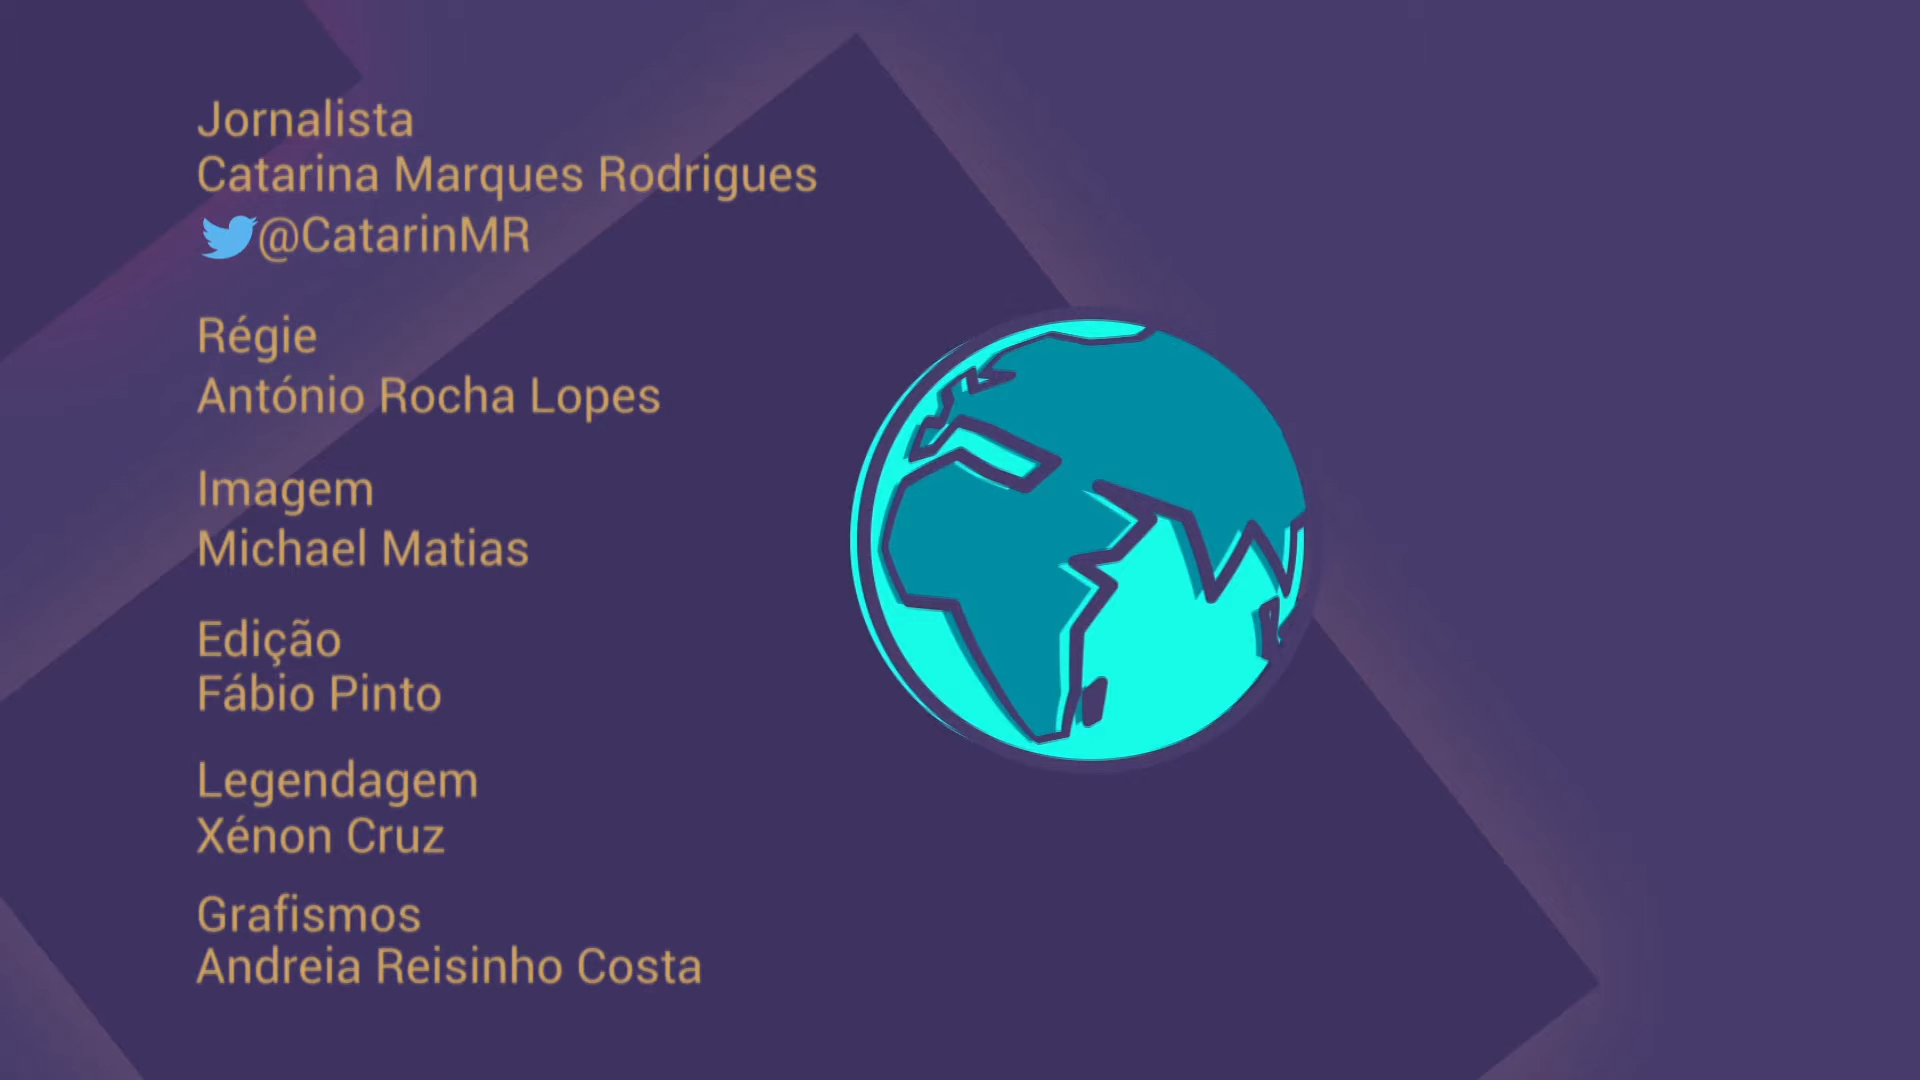 Jornalista
Catarina Marques Rodrigues
@CatarinMR
Régie
António Rocha Lopes
Imagem
Michael Matias
Edição
Fábio Pinto
Legendagem
Xénon Cruz
Grafismos
Andreia Reisinho Costa